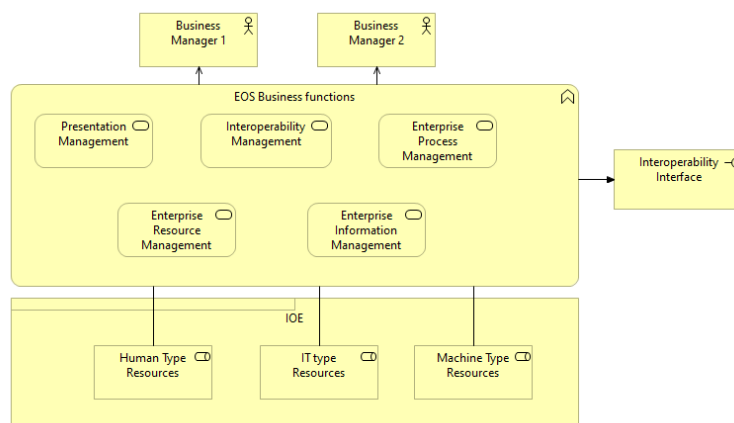 Business
Manager 1
Business
Manager 2
EOS Business functions
Presentation
Management
Interoperability
Management
Enterprise
Process
Management
Interoperability
Interface
Enterprise
Resource
Management
Enterprise
Information
Management
IOE
Human Type
Resources
IT type
Resources
Machine Type
Resources